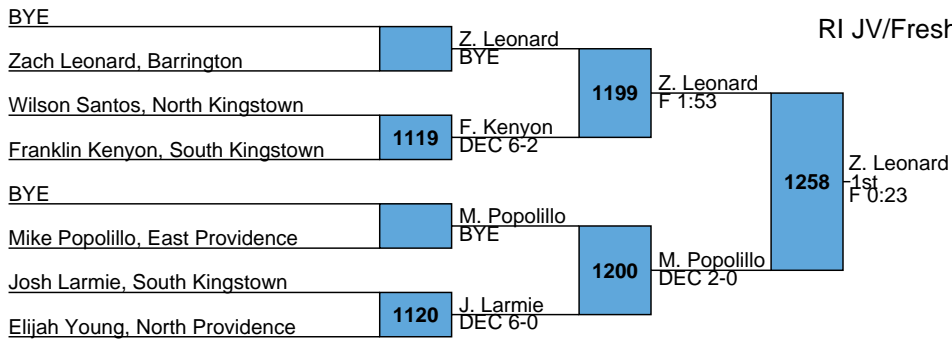 BYE
Zach Leonard, Barrington
Wilson Santos, North Kingstown
Franklin Kenyon, South Kingstown
BYE
Mike Popolillo, East Providence
Josh Larmie, South Kingstown
Elijah Young, North Providence
1119
1120
Z. Leonard
BYE
F. Kenyon
DEC 6-2
M. Popolillo
BYE
J. Larmie
DEC 6-0
1199
1200
Z. Leonard
F 1:53
M. Popolillo
DEC 2-0
1258
RI JV/Fresh
Z. Leonard
1st
F 0:23